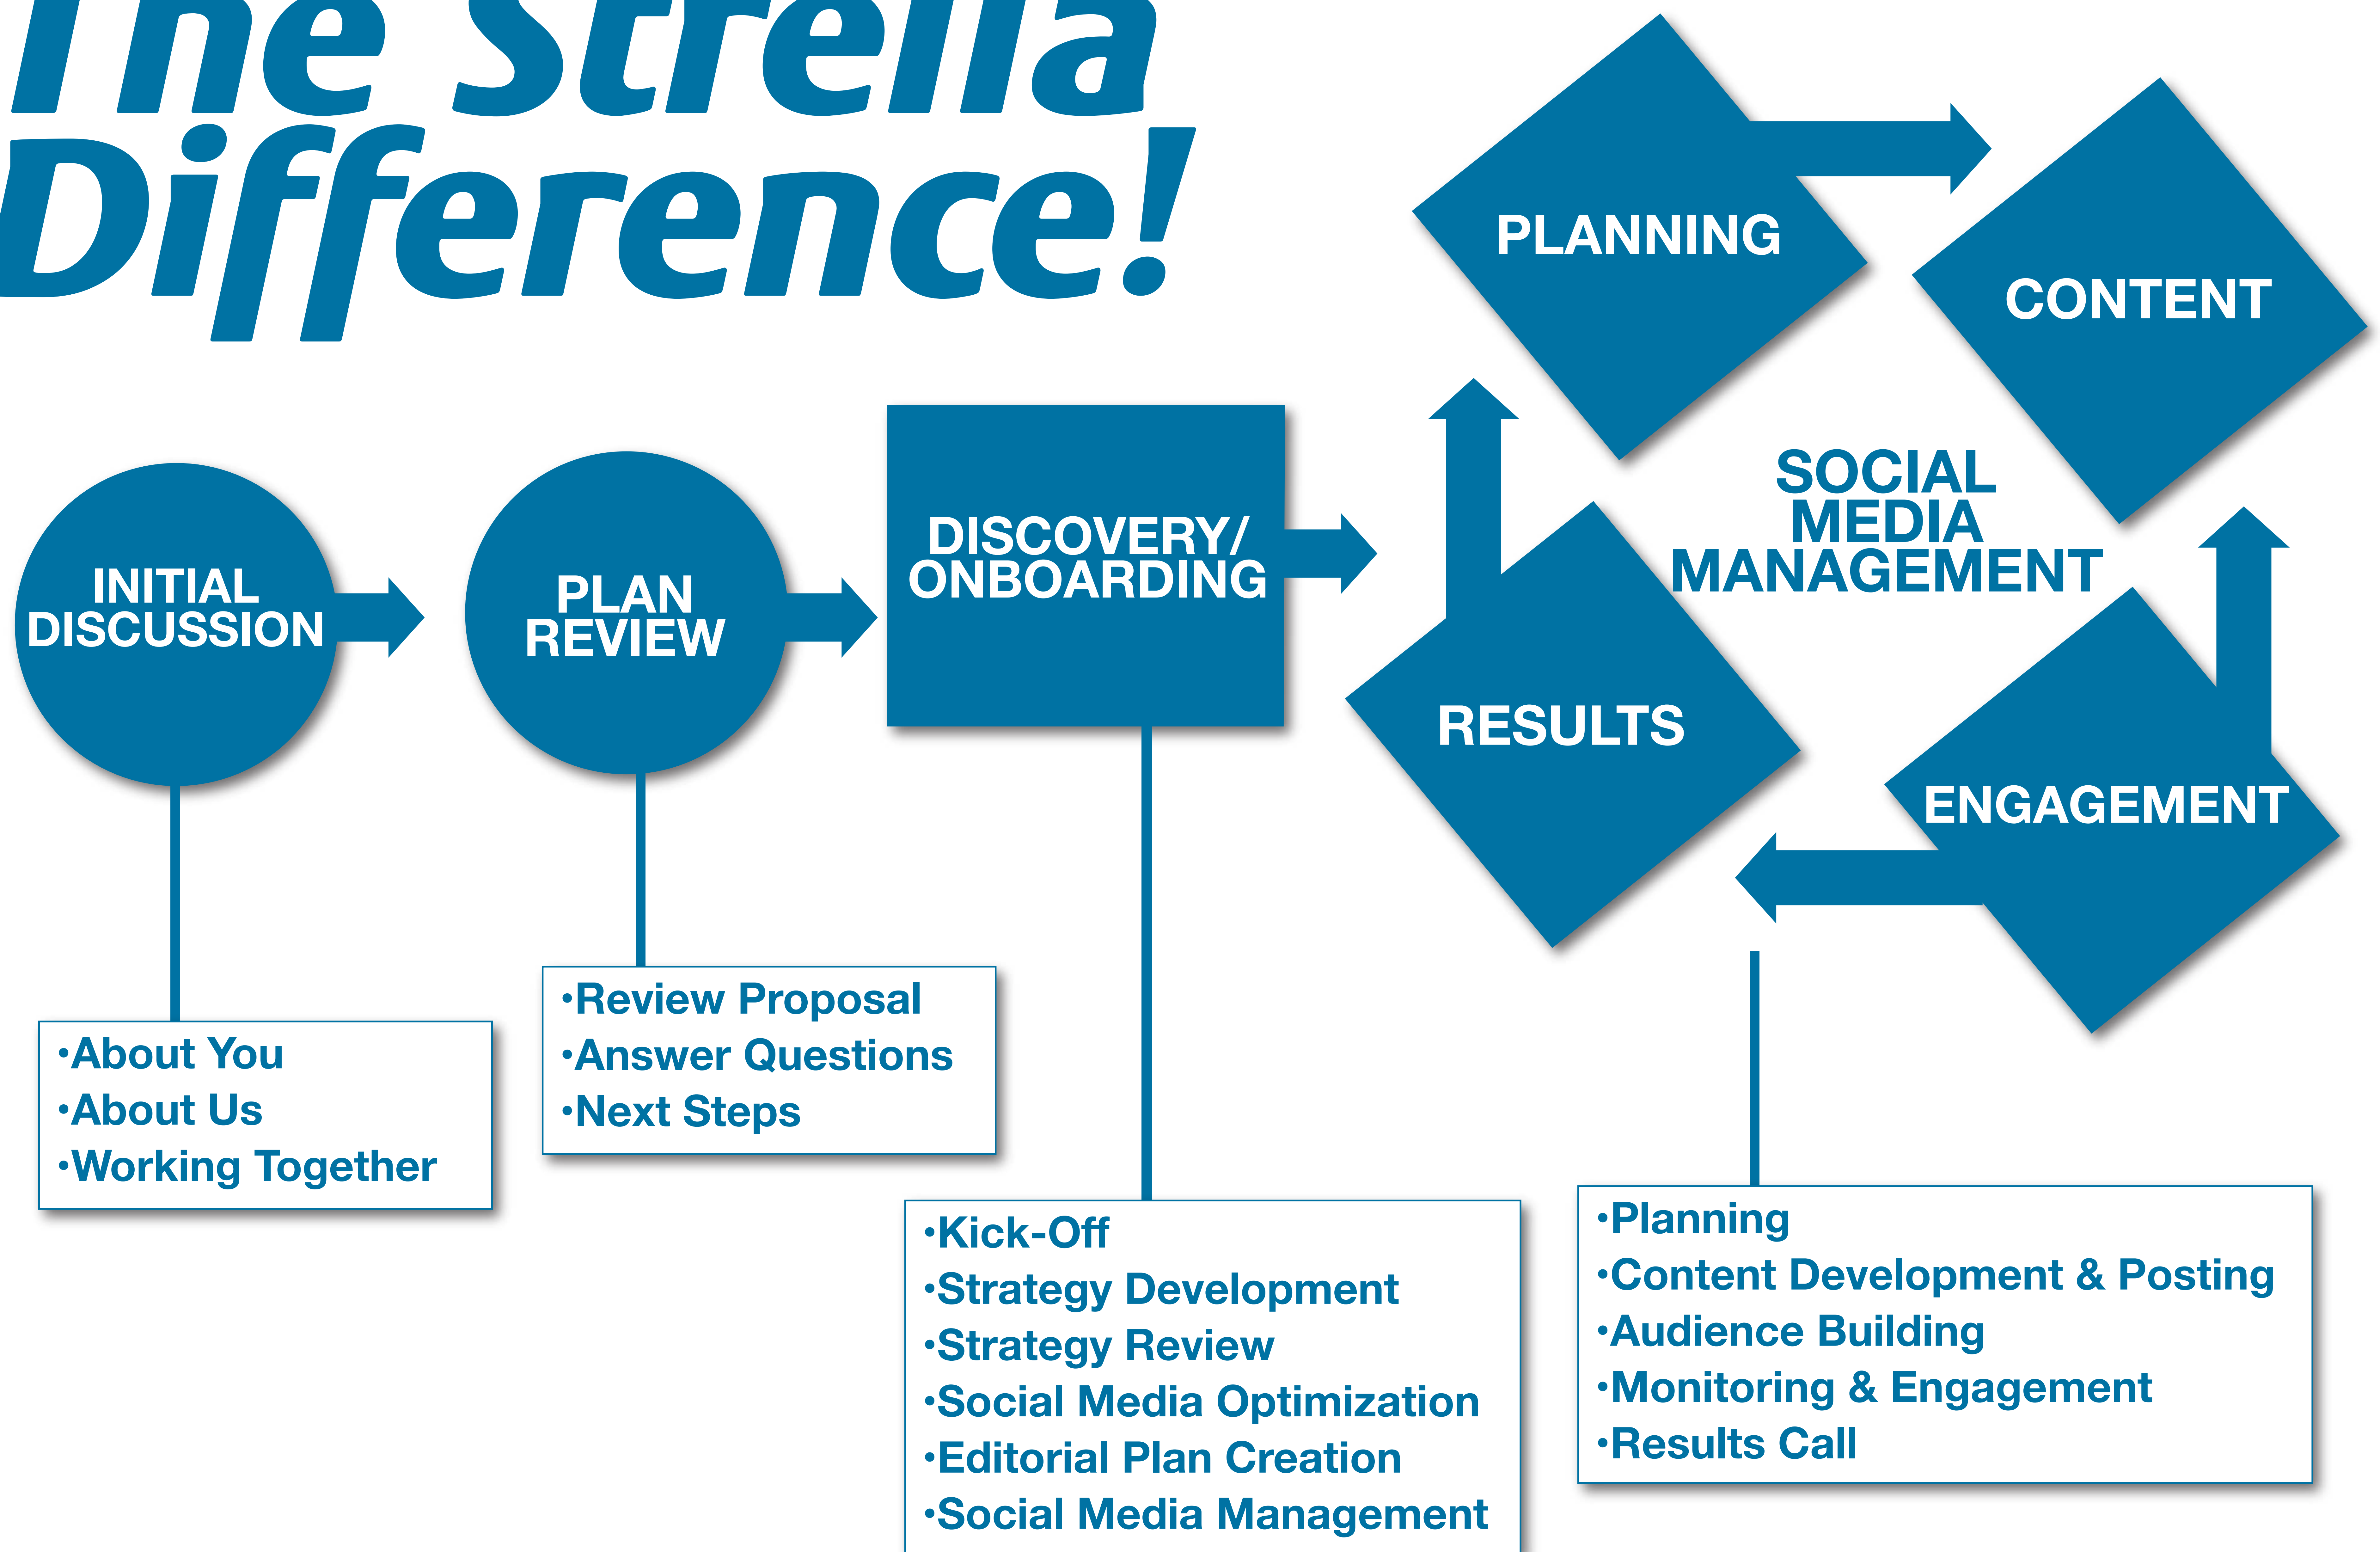 The Strella
Difference!
INITIAL
DISCUSSION
PLAN
REVIEW
DISCOVERY/
ONBOARDING
PLANNING
CONTENT
SOCIAL
MEDIA
MANAGEMENT
RESULTS
ENGAGEMENT
•About You
•About Us
•Working Together
•Review Proposal
•Answer Questions
•Next Steps
•Kick-Off
•Strategy Development
•Strategy Review
•Social Media Optimization
•Editorial Plan Creation
•Social Media Management
•Planning
•Content Development & Posting
•Audience Building
•Monitoring & Engagement
•Results Call